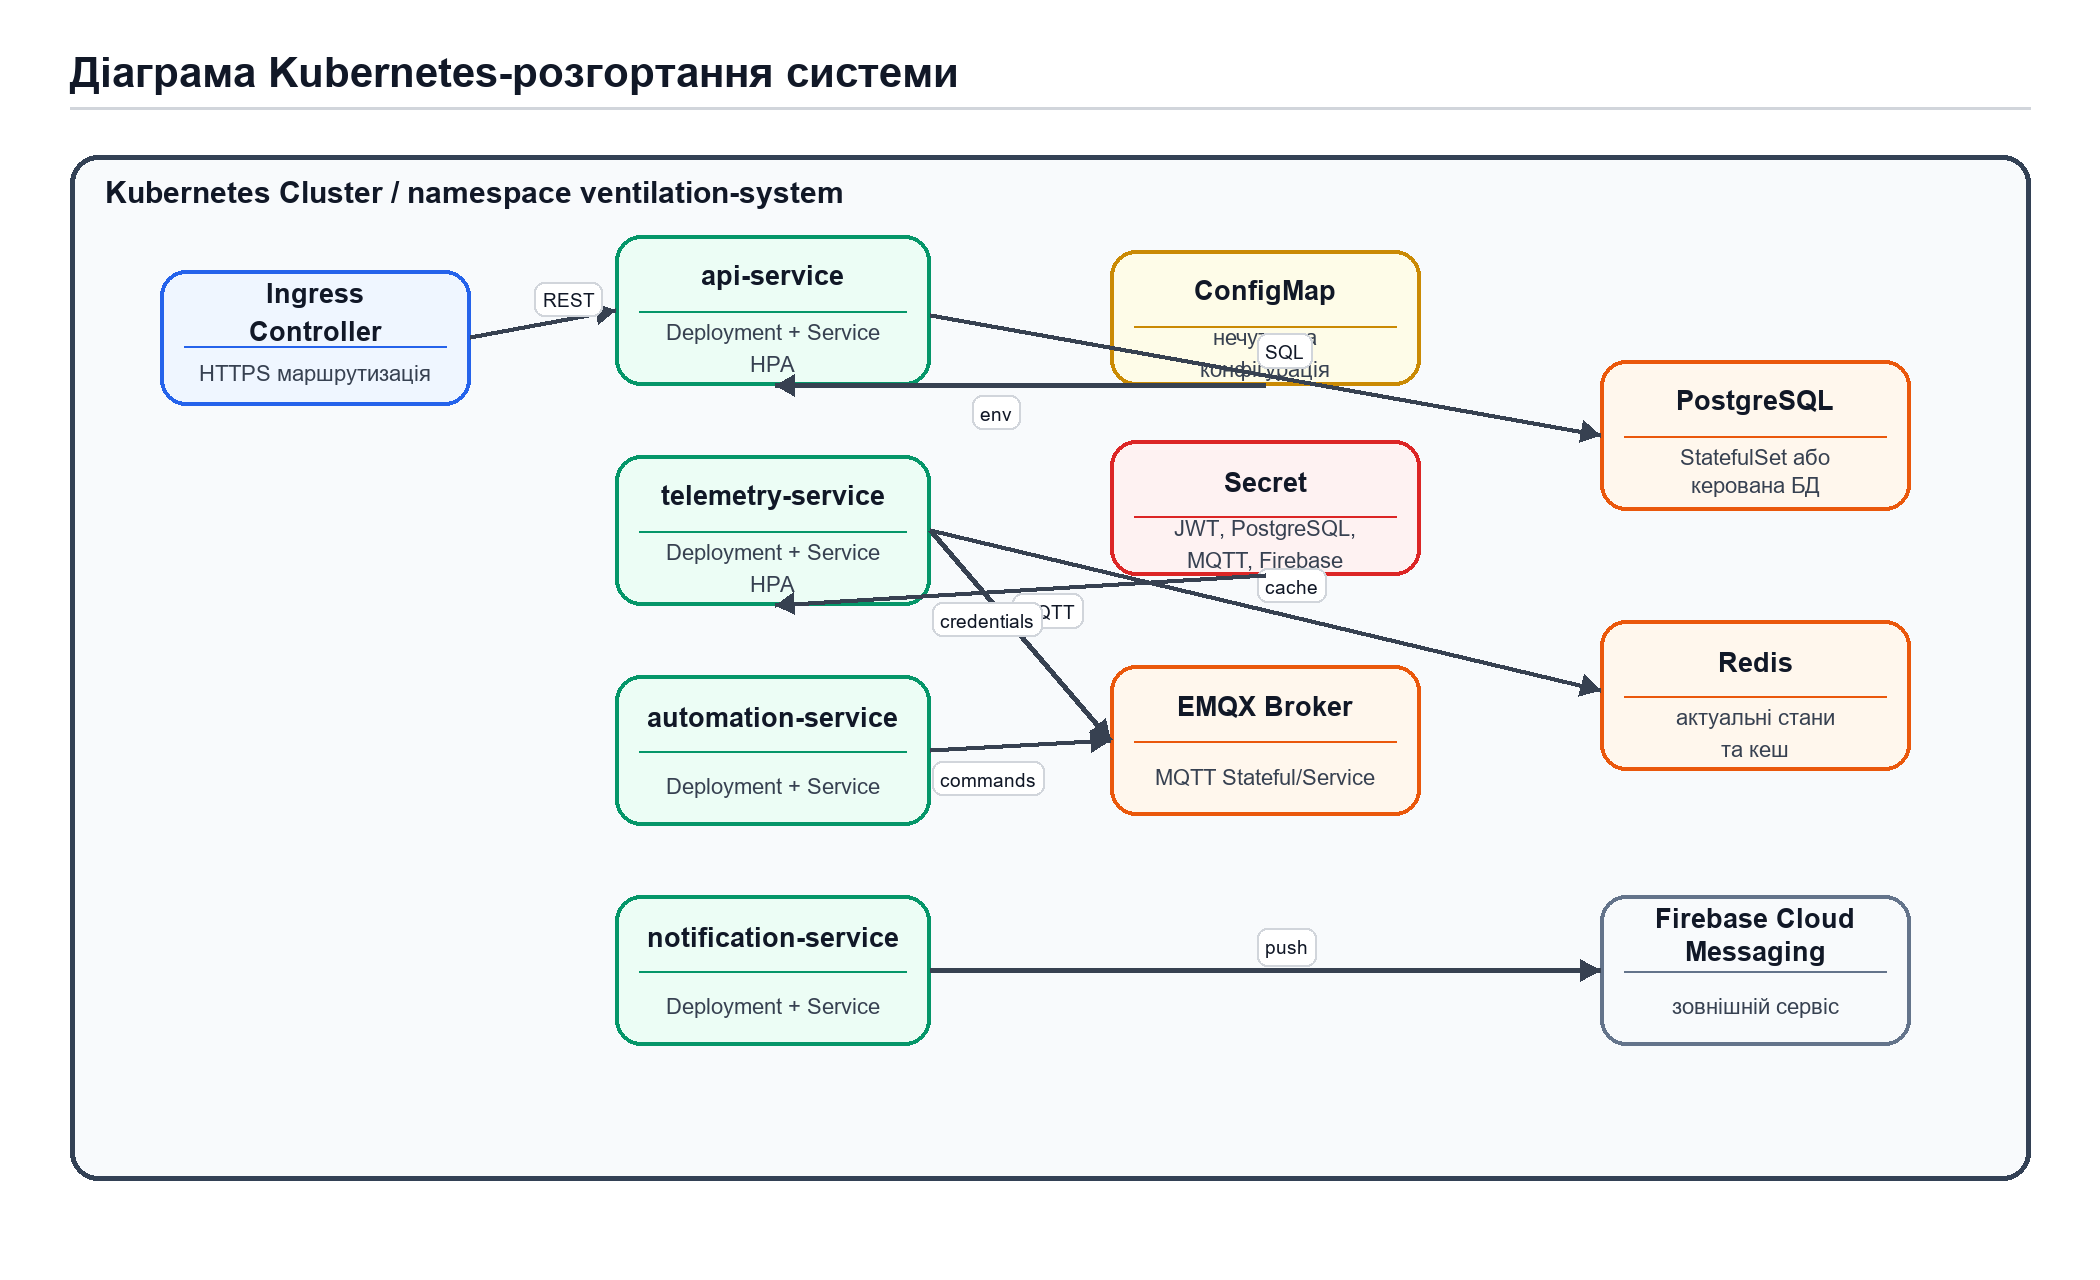 Діаграма Kubernetes-розгортання системи
Kubernetes Cluster / namespace ventilation-system
Ingress
Controller
HTTPS маршрутизація
REST
api-service
Deployment + Service
HPA
ConfigMap
конфігурація
SQL
env
PostgreSQL
StatefulSet або
керована БД
telemetry-service
Deployment + Service
HPA
Secret
JWT, PostgreSQL,
MQTT, Firebase
cache
credentials
Redis
актуальні стани
та кеш
automation-service
Deployment + Service
commands
EMQX Broker
MQTT Stateful/Service
notification-service
Deployment + Service
push
Firebase Cloud
Messaging
зовнішній сервіс